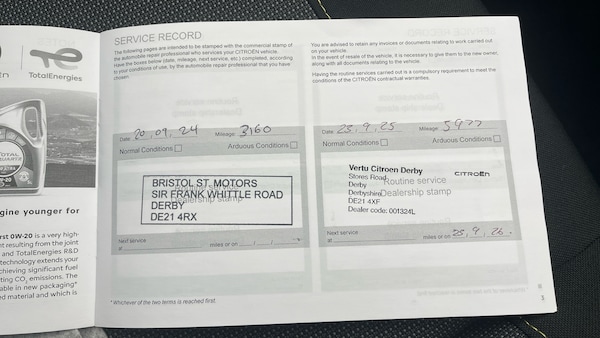 TotalEnergies
TOTAL
QUARTZ
gine younger for
rst 0W-20 is a very high-
t resulting from the joint
and TotalEnergies R&D
technology extends your
chieving significant fuel
ting CO₂ emissions. The
able in new packaging*
ed material and which is
SERVICE RECORD
The following pages are intended to be stamped with the commercial stamp of
the automobile repair professional who services your CITROËN vehicle.
Have the boxes below (date, mileage, next service, etc.) completed, according
to your conditions of use, by the automobile repair professional that you have
chosen.
Date: 20.09.24 Mileage: 3160
Normal Conditions Arduous Conditions
BRISTOL ST. MOTORS
SIR FRANK WHITTLE ROAD
DERBY
DE21 4RX
Dealership stamp
Next service
at miles or on / /
* Whichever of the two terms is reached first.
You are advised to retain any invoices or documents relating to work carried out
on your vehicle.
In the event of resale of the vehicle, it is necessary to give them to the new owner,
along with all documents relating to the vehicle.
Having the routine services carried out is a compulsory requirement to meet the
conditions of the CITROËN contractual warranties.
Date: 23.9.25 Mileage: 5977
Normal Conditions Arduous Conditions
Vertu Citroen Derby CITROËN
Stores Road
Derby Routine service
Derbyshire Dealership stamp
DE21 4XF
Dealer code: 001324L
Next service
at miles or on 9.26.